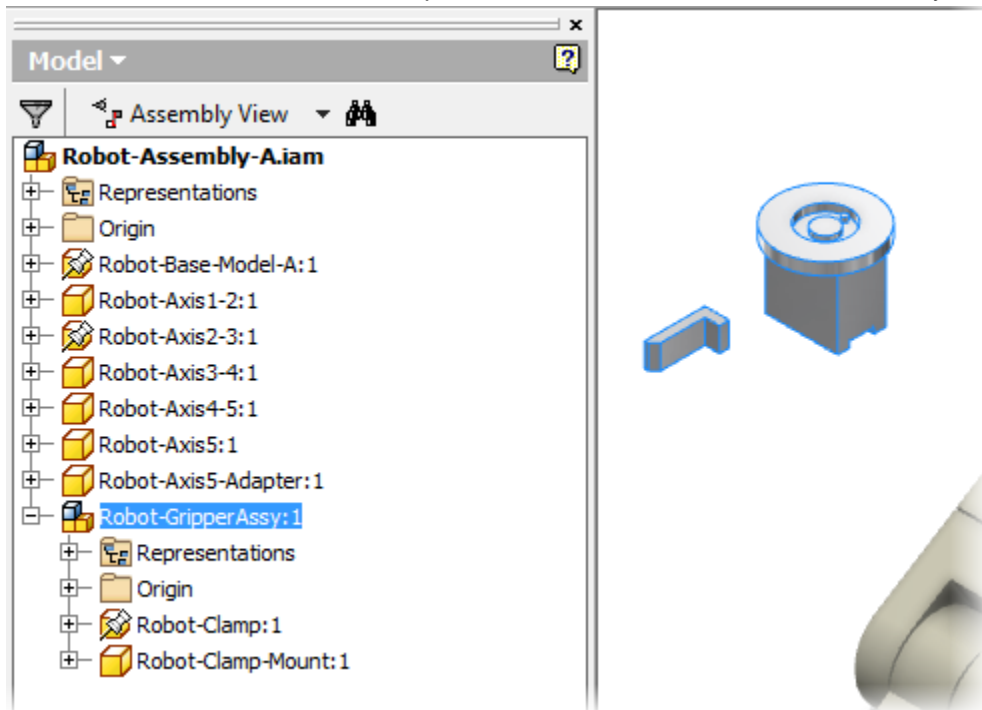 Model
Assembly View
Robot-Assembly-A.iam
Representations
Origin
Robot-Base-Model-A:1
Robot-Axis1-2:1
Robot-Axis2-3:1
Robot-Axis3-4:1
Robot-Axis4-5:1
Robot-Axis5:1
Robot-Axis5-Adapter:1
Robot-GripperAssy:1
Representations
Origin
Robot-Clamp:1
Robot-Clamp-Mount:1